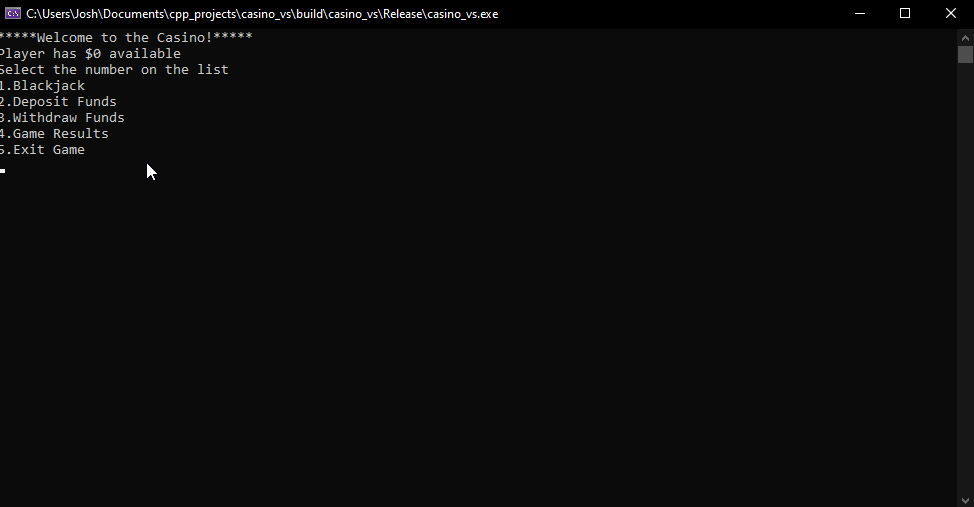 C:\Users\Josh\Documents\cpp_projects\casino_vs\build\casino_vs\Release\casino_vs.exe
*****Welcome to the Casino!*****
Player has $0 available
Select the number on the list
1.Blackjack
2.Deposit Funds
3.Withdraw Funds
4.Game Results
5.Exit Game